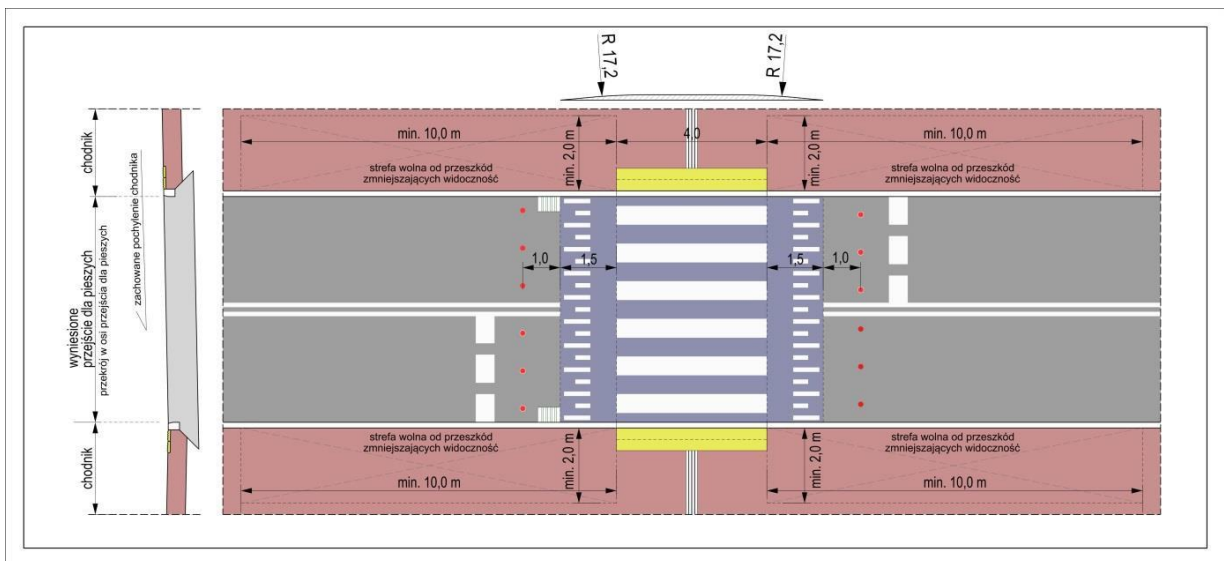 R 17,2
R 17,2
chodnik
zachowane pochylenie chodnika
wyniesione
przejście dla pieszych
przekrój w osi przejścia dla pieszych
chodnik
min. 10,0 m
4,0
min. 10,0 m
min. 2,0 m
min. 2,0 m
strefa wolna od przeszkód
zmniejszających widoczność
strefa wolna od przeszkód
zmniejszających widoczność
1,0
1,5
1,5
1,0
strefa wolna od przeszkód
zmniejszających widoczność
strefa wolna od przeszkód
zmniejszających widoczność
min. 2,0 m
min. 2,0 m
min. 10,0 m
min. 10,0 m